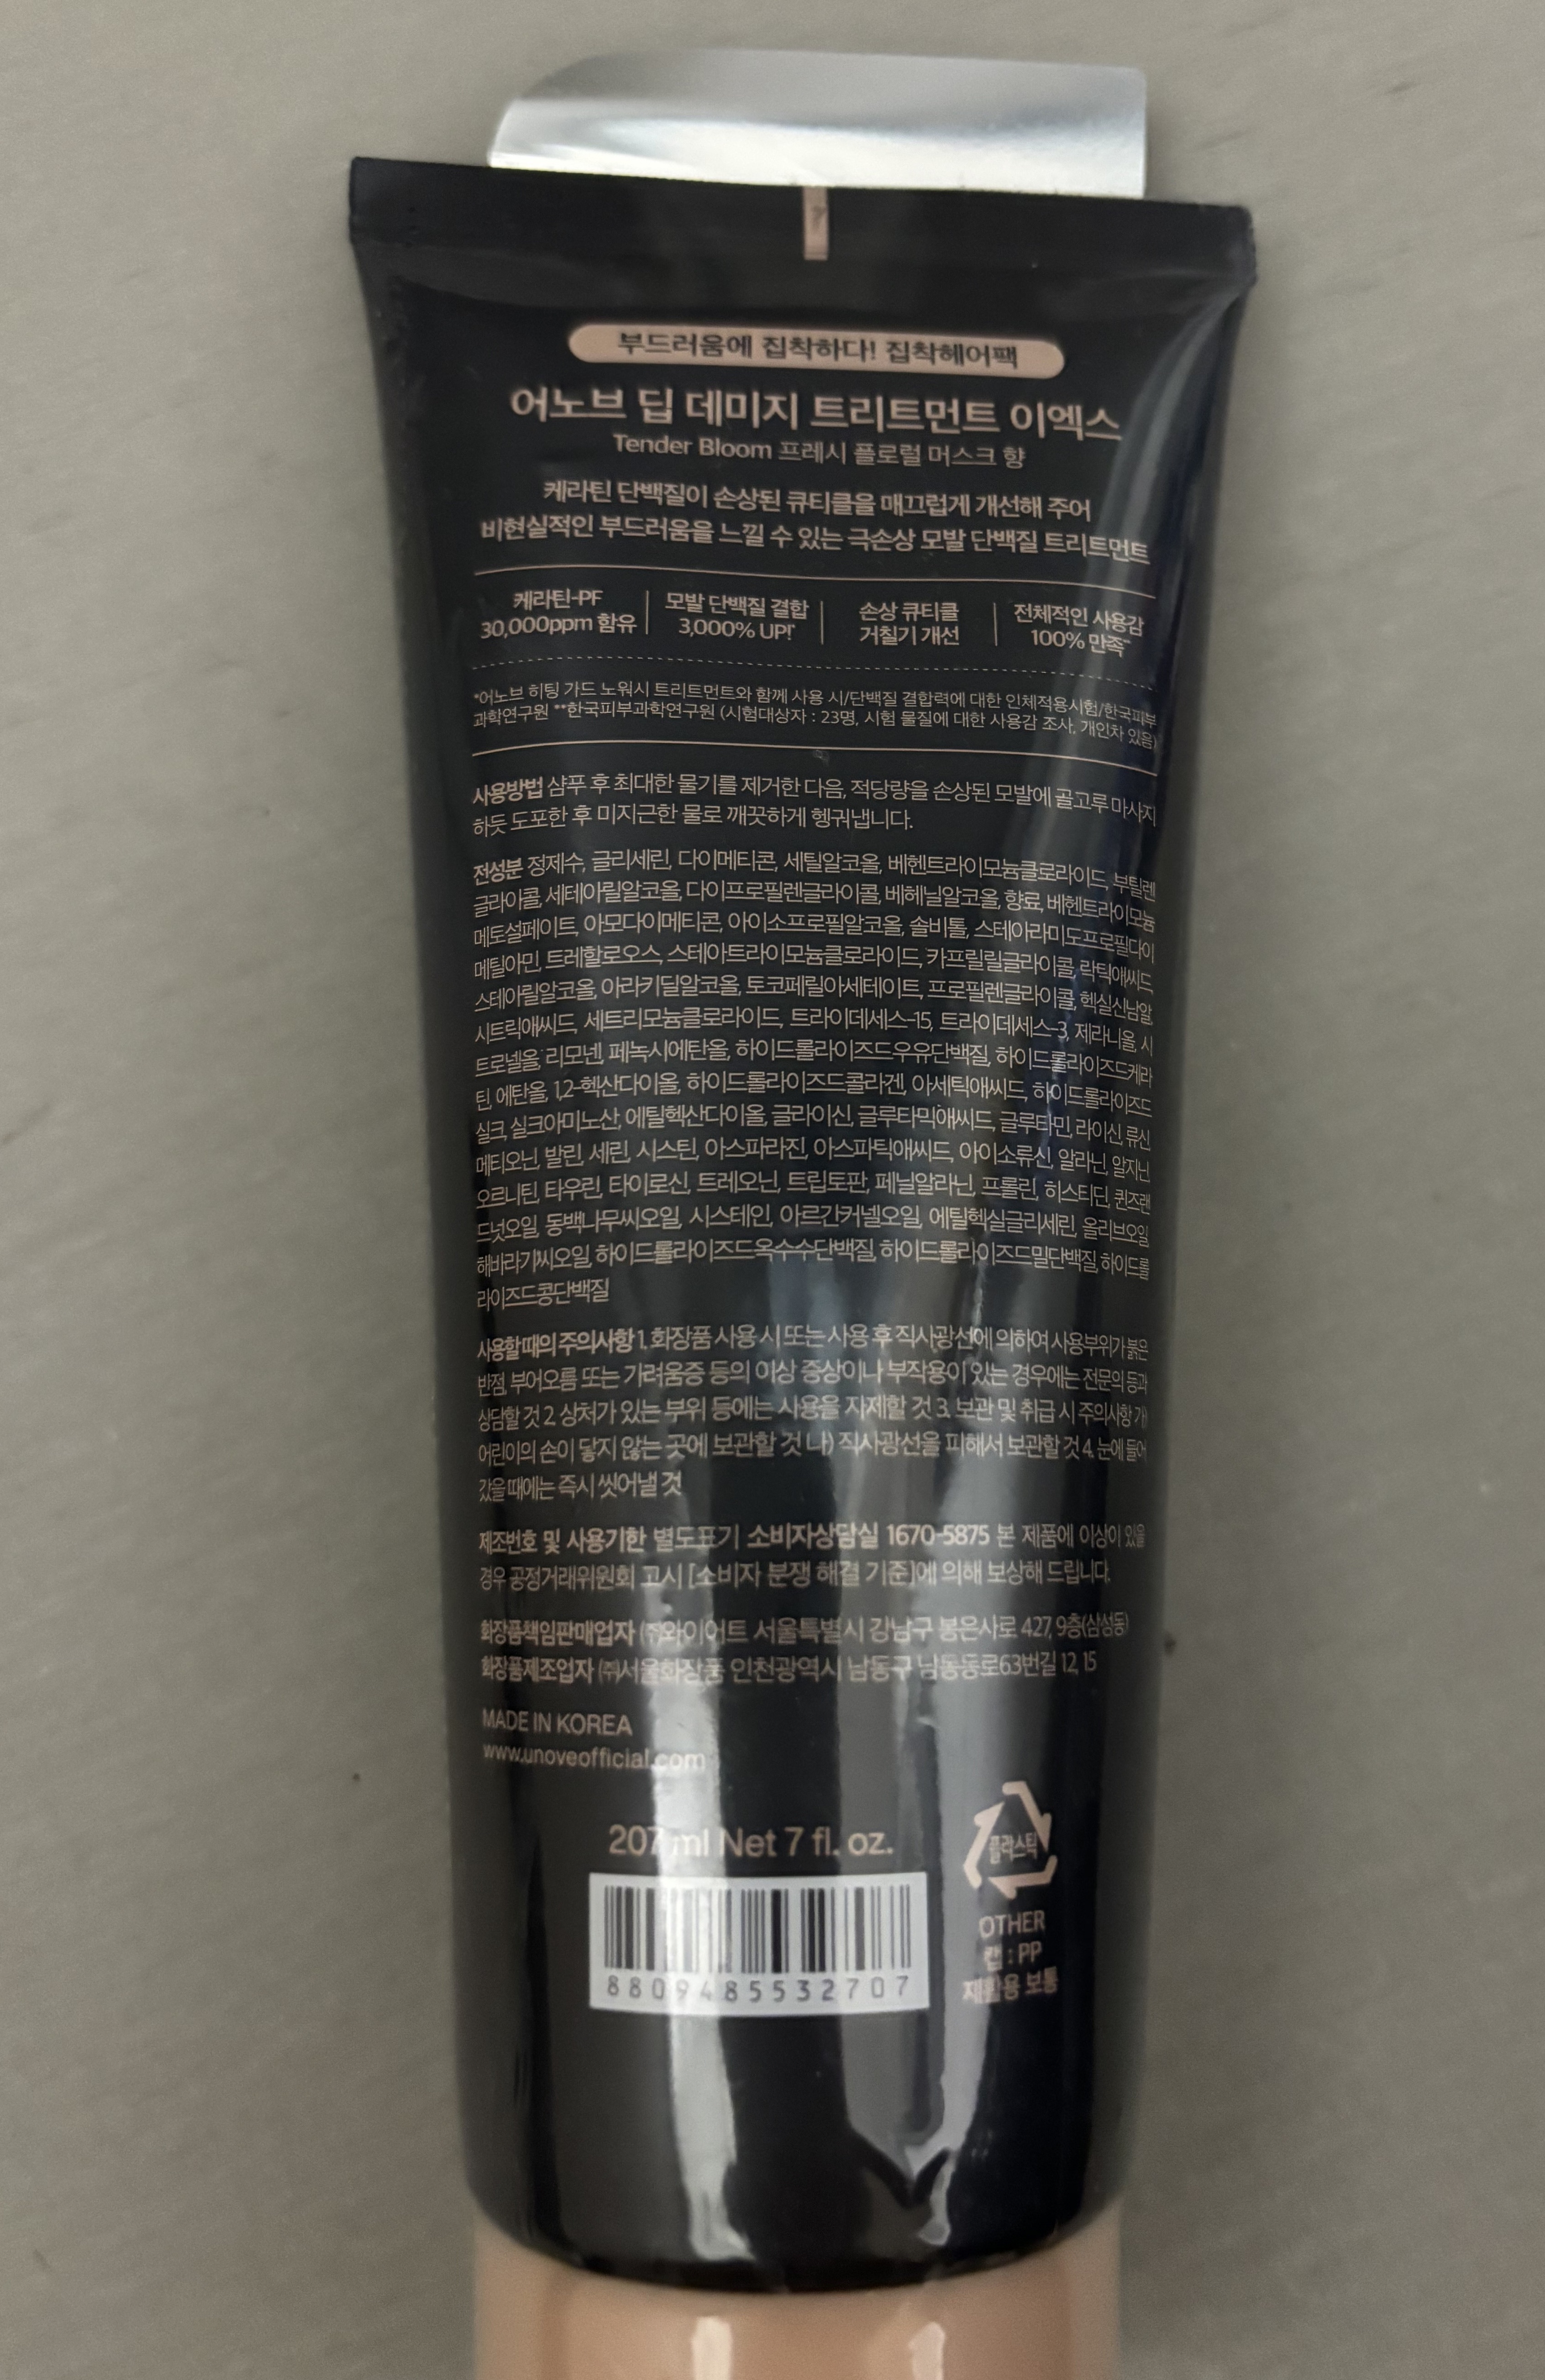 부드러움에 집착하다! 집착헤어팩
어노브 딥 데미지 트리트먼트 이엑스
Tender Bloom 프레시 플로럴 머스크 향
케라틴 단백질이 손상된 큐티클을 매끄럽게 개선해 주어
비현실적인 부드러움을 느낄 수 있는 극손상 모발 단백질 트리트먼트
케라틴-PF
30,000ppm 함유
모발 단백질 결합
3,000% UP!*
손상 큐티클
거칠기 개선
전체적인 사용감
100% 만족**
*어노브 히팅 가드 노워시 트리트먼트와 함께 사용 시/단백질 결합력에 대한 인체적용시험/한국피부
과학연구원 **한국피부과학연구원 (시험대상자 : 23명, 시험 물질에 대한 사용감 조사, 개인차 있음)
사용방법 샴푸 후 최대한 물기를 제거한 다음, 적당량을 손상된 모발에 골고루 마사지
하듯 도포한 후 미지근한 물로 깨끗하게 헹궈냅니다.
전성분 정제수, 글리세린, 다이메티콘, 세틸알코올, 베헨트라이모늄클로라이드, 부틸렌
글라이콜, 세테아릴알코올, 다이프로필렌글라이콜, 베헤닐알코올, 향료, 베헨트라이모늄
메토설페이트, 아모다이메티콘, 아이소프로필알코올, 솔비톨, 스테아라미도프로필다이
메틸아민, 트레할로오스, 스테아트라이모늄클로라이드, 카프릴릴글라이콜, 락틱애씨드,
스테아릴알코올, 아라키딜알코올, 토코페릴아세테이트, 프로필렌글라이콜, 헥실신남알,
시트릭애씨드, 세트리모늄클로라이드, 트라이데세스-15, 트라이데세스-3, 제라니올, 시
트로넬올, 리모넨, 페녹시에탄올, 하이드롤라이즈드우유단백질, 하이드롤라이즈드케라
틴, 에탄올, 1,2-헥산다이올, 하이드롤라이즈드콜라겐, 아세틱애씨드, 하이드롤라이즈드
실크, 실크아미노산, 에틸헥산다이올, 글라이신, 글루타믹애씨드, 글루타민, 라이신, 류신
메티오닌, 발린, 세린, 시스틴, 아스파라진, 아스파틱애씨드, 아이소류신, 알라닌, 알지닌
오르니틴, 타우린, 타이로신, 트레오닌, 트립토판, 페닐알라닌, 프롤린, 히스티딘, 퀸즈랜
드넛오일, 동백나무씨오일, 시스테인, 아르간커넬오일, 에틸헥실글리세린, 올리브오일
해바라기씨오일, 하이드롤라이즈드옥수수단백질, 하이드롤라이즈드밀단백질, 하이드롤
라이즈드콩단백질
사용할 때의 주의사항 1. 화장품 사용 시 또는 사용 후 직사광선에 의하여 사용부위가 붉은
반점, 부어오름 또는 가려움증 등의 이상 증상이나 부작용이 있는 경우에는 전문의 등과
상담할 것 2. 상처가 있는 부위 등에는 사용을 자제할 것 3. 보관 및 취급 시 주의사항 가)
어린이의 손이 닿지 않는 곳에 보관할 것 나) 직사광선을 피해서 보관할 것 4. 눈에 들어
갔을 때에는 즉시 씻어낼 것
제조번호 및 사용기한 별도표기 소비자상담실 1670-5875 본 제품에 이상이 있을
경우 공정거래위원회 고시 [소비자 분쟁 해결 기준]에 의해 보상해 드립니다.
화장품책임판매업자 ㈜와이어트 서울특별시 강남구 봉은사로 427, 9층(삼성동)
화장품제조업자 ㈜서울화장품 인천광역시 남동구 남동동로63번길 12, 15
MADE IN KOREA
www.unoveofficial.com
207 ml Net 7 fl. oz.
플라스틱
OTHER
캡 : PP
재활용 보통
8809485532707